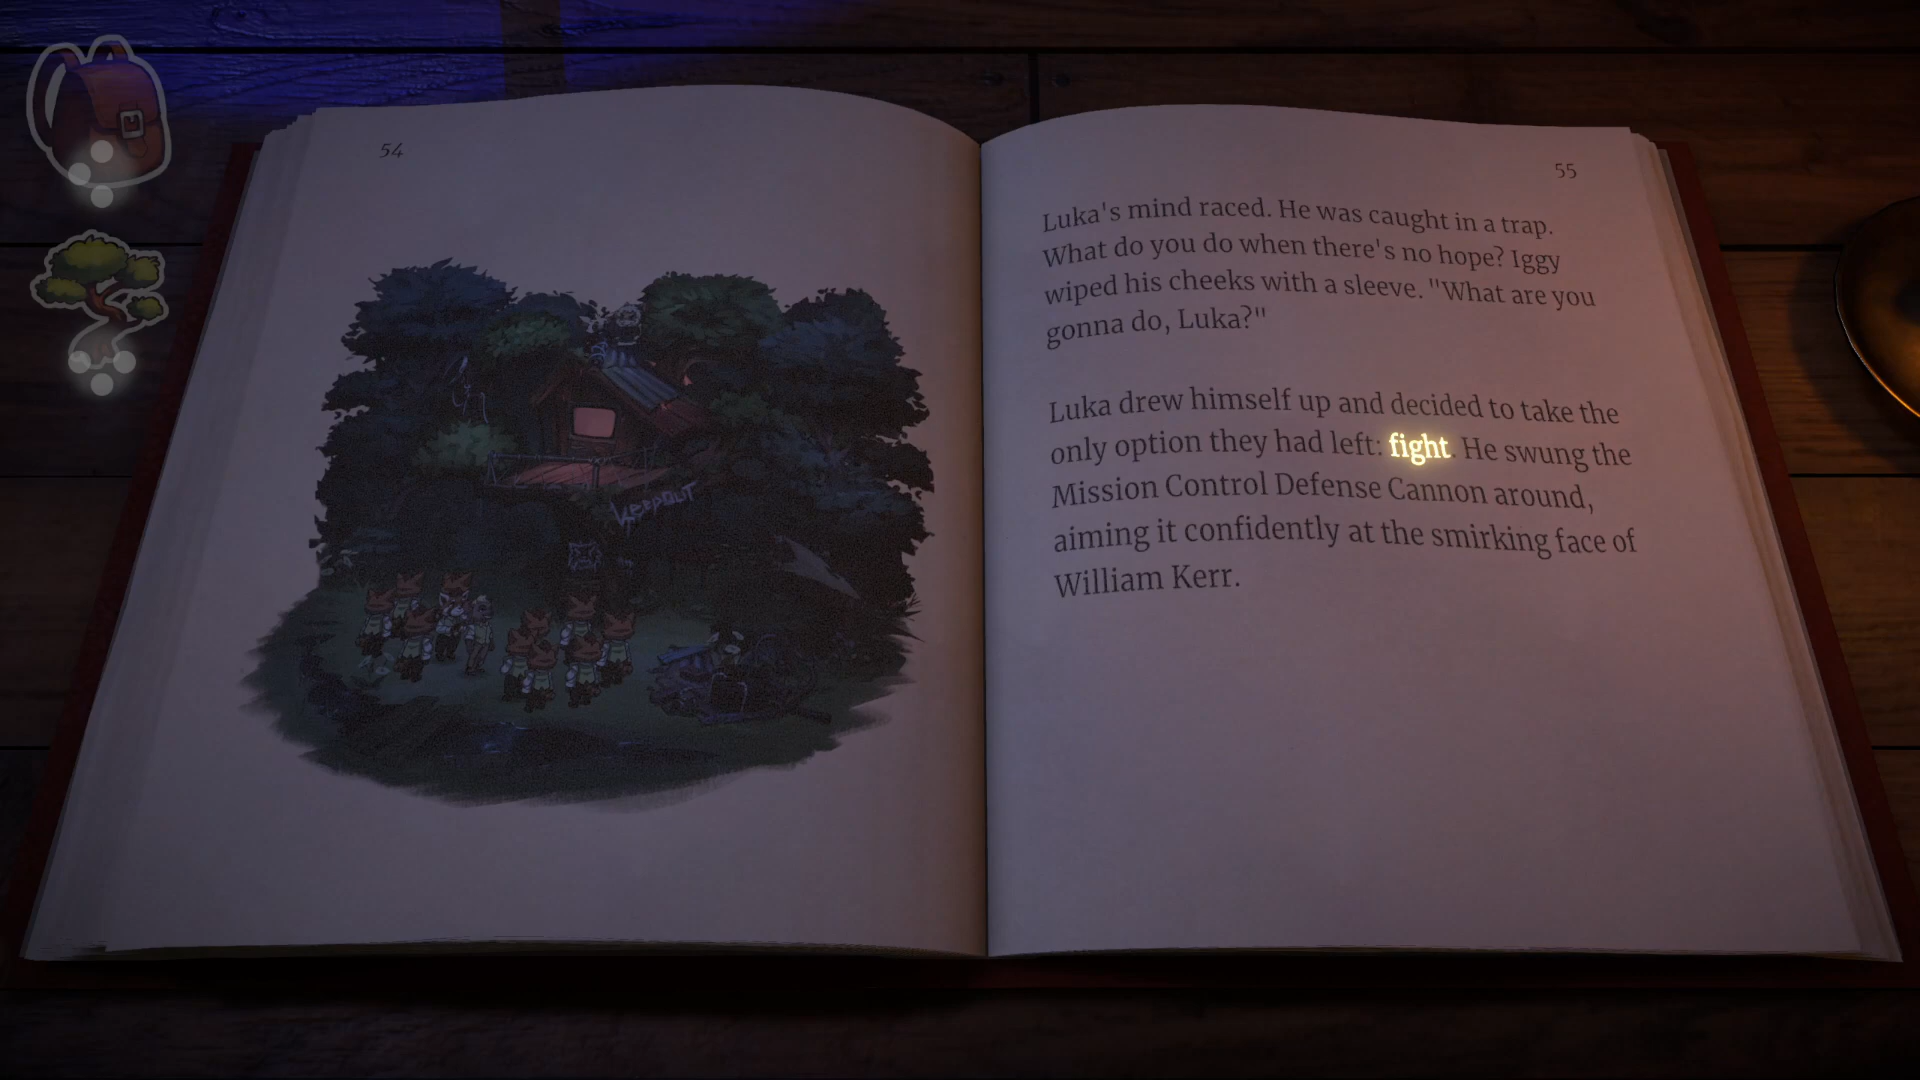 54
Keepout
55
Luka's mind raced. He was caught in a trap.
What do you do when there's no hope? Iggy
wiped his cheeks with a sleeve. "What are you
gonna do, Luka?"
Luka drew himself up and decided to take the
only option they had left: fight. He swung the
Mission Control Defense Cannon around,
aiming it confidently at the smirking face of
William Kerr.